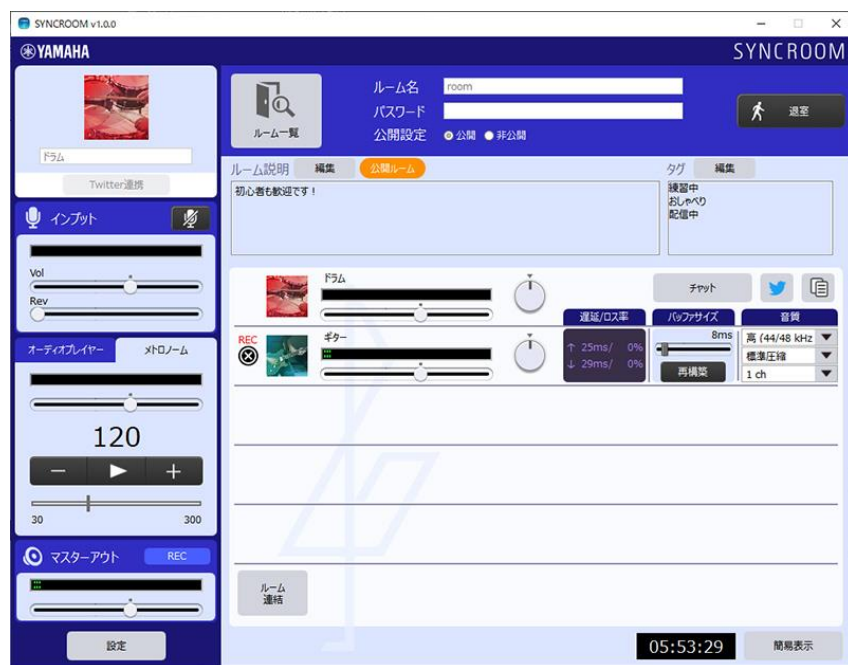 SYNCROOM v1.0.0
YAMAHA
SYNCROOM
ドラム
Twitter連携
ルーム一覧
ルーム名 room
パスワード
公開設定 公開 非公開
退室
ルーム説明 編集 公開ルーム
初心者も歓迎です！
タグ 編集
練習中
おしゃべり
配信中
インプット
Vol
Rev
オーディオプレイヤー メトロノーム
120
30 300
マスターアウト REC
設定
ドラム
チャット
遅延/ロス率 バッファサイズ 音質
REC
ギター
↑ 25ms/ 0%
↓ 29ms/ 0%
8ms
再構築
高 (44/48 kHz
標準圧縮
1 ch
ルーム
連結
05:53:29
簡易表示